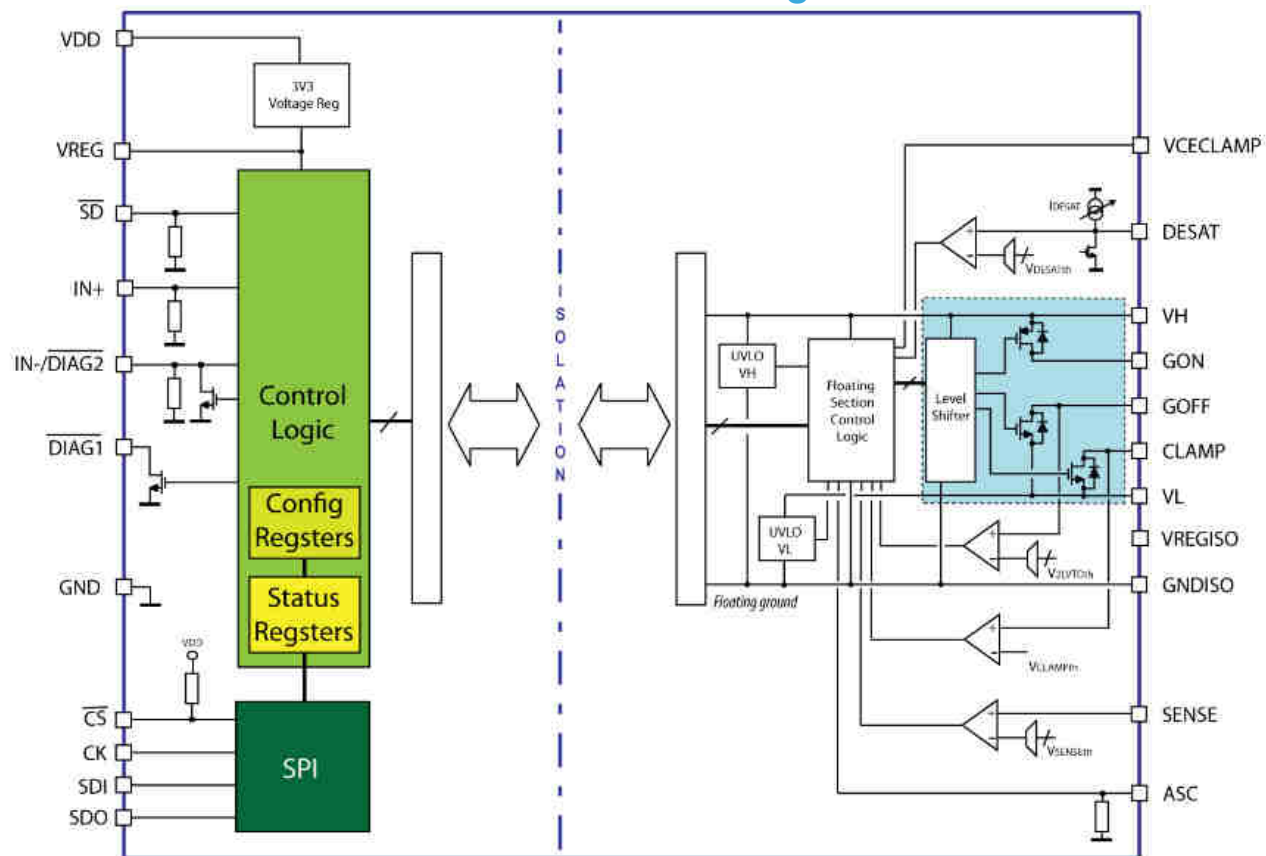 VDD
3V3
Voltage Reg
VREG
SD
IN+
IN-/DIAG2
DIAG1
GND
Control
Logic
Config
Regsters
Status
Regsters
VDD
CS
CK
SDI
SDO
SPI
ISOLATION
VCECLAMP
IDESAT
DESAT
VDESATth
VH
GON
GOFF
CLAMP
VL
VREGISO
GNDISO
SENSE
ASC
UVLO
VH
Floating
Section
Control
Logic
Level
Shifter
UVLO
VL
V2LVTOth
Floating ground
VCLAMPth
VSENSEth